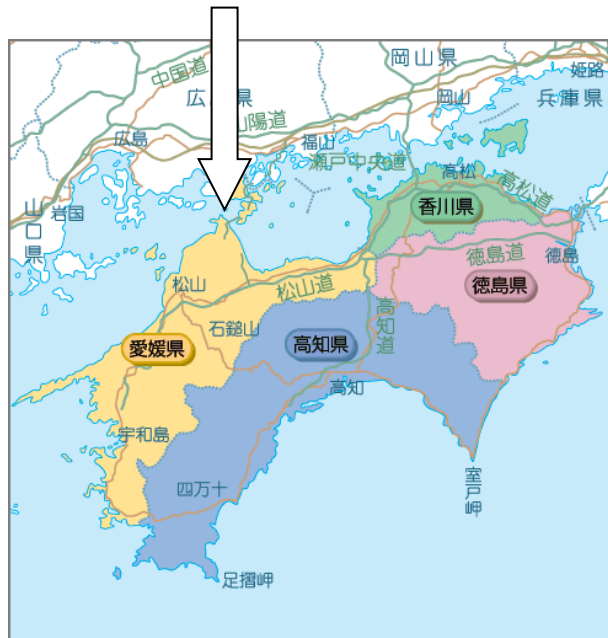 岡山県
姫路
中国道
広島県
岡山
兵庫県
山陽道
広島
福山
瀬戸中央道
高松
高松道
岩国
山口県
香川県
徳島道
徳島
松山
松山道
徳島県
石鎚山
高知道
愛媛県
高知県
高知
宇和島
四万十
室戸岬
足摺岬